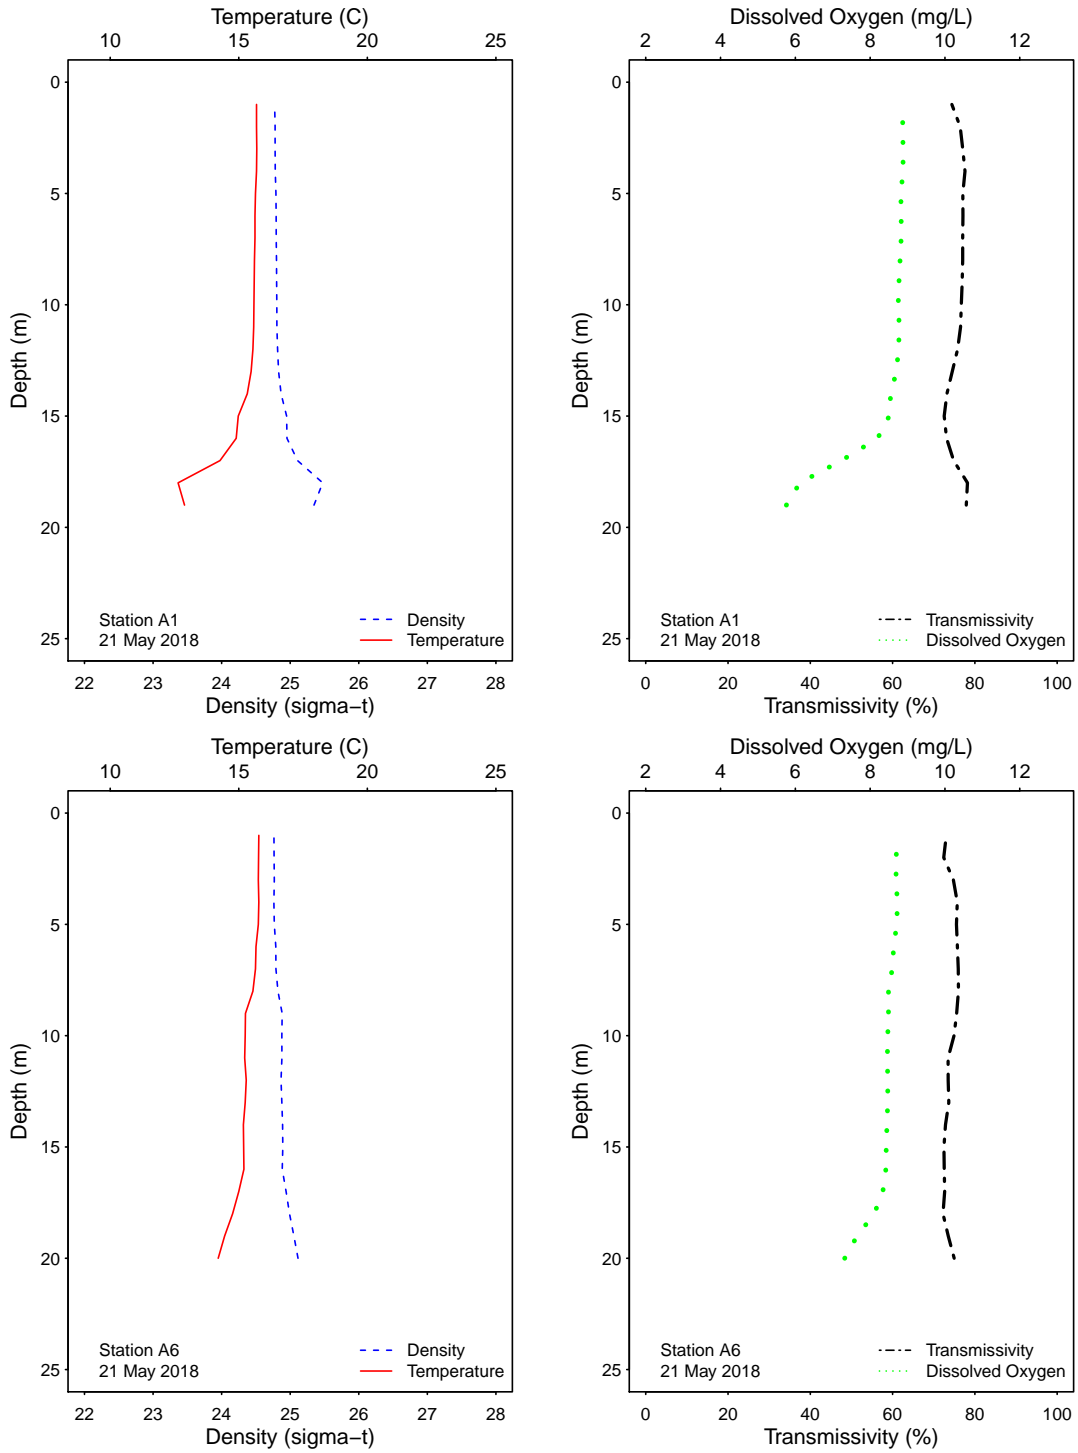 Temperature (C)
10 15 20 25
0
5
10
15
20
25
Depth (m)
Station A1
21 May 2018
Density
Temperature
22 23 24 25 26 27 28
Density (sigma−t)
Dissolved Oxygen (mg/L)
2 4 6 8 10 12
0
5
10
15
20
25
Depth (m)
Station A1
21 May 2018
Transmissivity
Dissolved Oxygen
0 20 40 60 80 100
Transmissivity (%)
Temperature (C)
10 15 20 25
0
5
10
15
20
25
Depth (m)
Station A6
21 May 2018
Density
Temperature
22 23 24 25 26 27 28
Density (sigma−t)
Dissolved Oxygen (mg/L)
2 4 6 8 10 12
0
5
10
15
20
25
Depth (m)
Station A6
21 May 2018
Transmissivity
Dissolved Oxygen
0 20 40 60 80 100
Transmissivity (%)